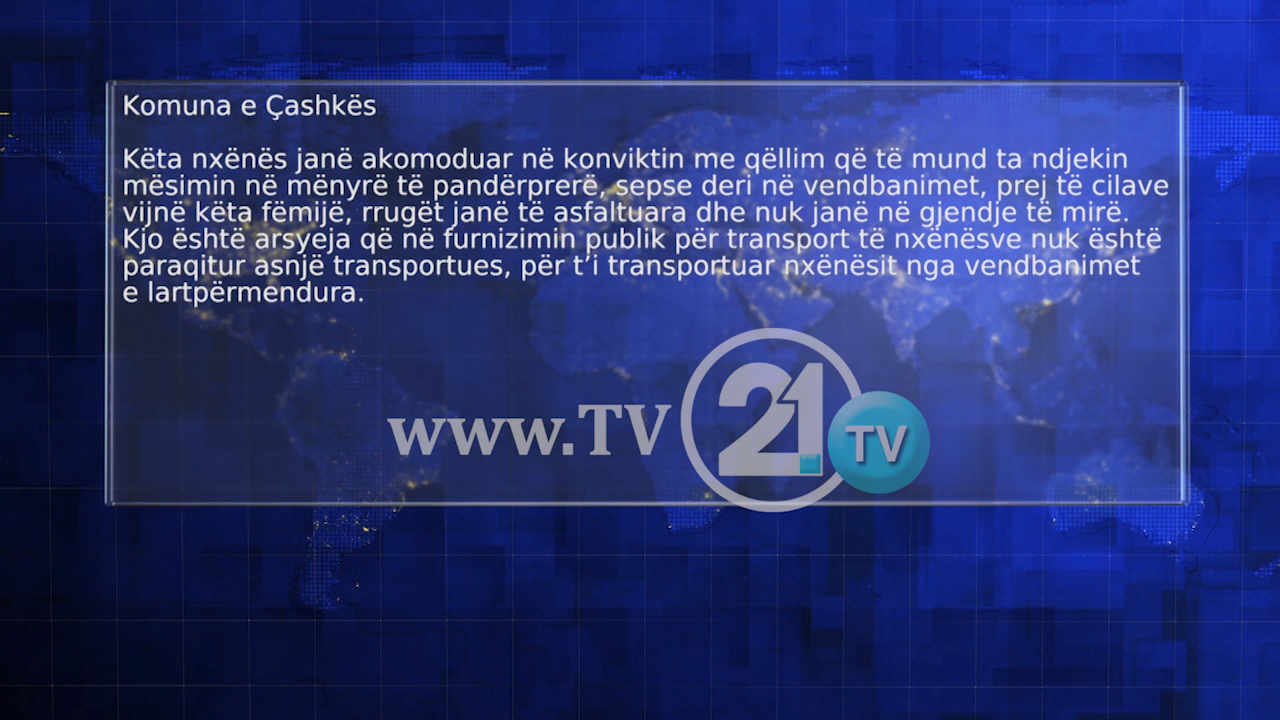 Komuna e Çashkës
Këta nxënës janë akomoduar në konviktin me qëllim që të mund ta ndjekin
mësimin në mënyrë të pandërprerë, sepse deri në vendbanimet, prej të cilave
vijnë këta fëmijë, rrugët janë të asfaltuara dhe nuk janë në gjendje të mirë.
Kjo është arsyeja që në furnizimin publik për transport të nxënësve nuk është
paraqitur asnjë transportues, për t’i transportuar nxënësit nga vendbanimet
e lartpërmendura.
www.TV 21 TV